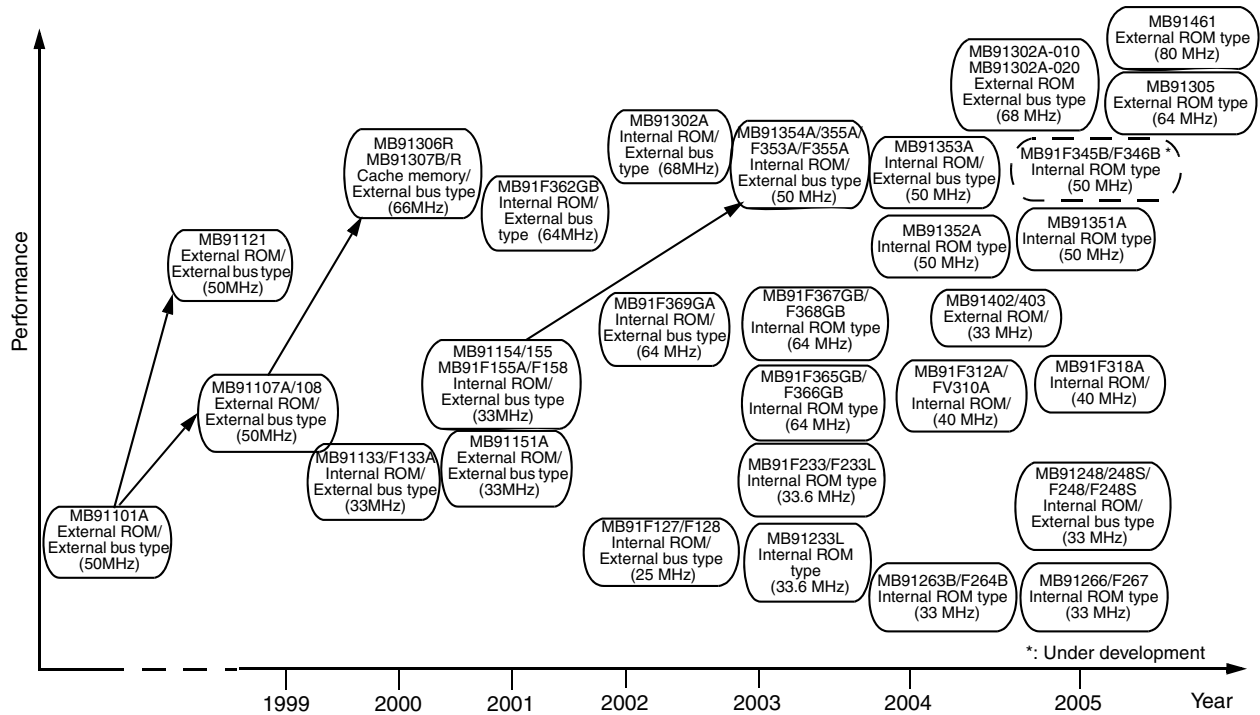 Performance
MB91101A
External ROM/
External bus type
(50MHz)
MB91121
External ROM/
External bus type
(50MHz)
MB91107A/108
External ROM/
External bus type
(50MHz)
MB91306R
MB91307B/R
Cache memory/
External bus type
(66MHz)
MB91133/F133A
Internal ROM/
External bus type
(33MHz)
MB91F362GB
Internal ROM/
External bus
type (64MHz)
MB91154/155
MB91F155A/F158
Internal ROM/
External bus type
(33MHz)
MB91151A
External ROM/
External bus type
(33MHz)
MB91302A
Internal ROM/
External bus
type (68MHz)
MB91F369GA
Internal ROM/
External bus type
(64 MHz)
MB91F127/F128
Internal ROM/
External bus type
(25 MHz)
MB91354A/355A/
F353A/F355A
Internal ROM/
External bus type
(50 MHz)
MB91F367GB/
F368GB
Internal ROM type
(64 MHz)
MB91F365GB/
F366GB
Internal ROM type
(64 MHz)
MB91F233/F233L
Internal ROM type
(33.6 MHz)
MB91233L
Internal ROM
type
(33.6 MHz)
MB91353A
Internal ROM/
External bus type
(50 MHz)
MB91352A
Internal ROM type
(50 MHz)
MB91402/403
External ROM/
(33 MHz)
MB91F312A/
FV310A
Internal ROM/
(40 MHz)
MB91263B/F264B
Internal ROM type
(33 MHz)
MB91302A-010
MB91302A-020
External ROM
External bus type
(68 MHz)
MB91461
External ROM type
(80 MHz)
MB91305
External ROM type
(64 MHz)
MB91F345B/F346B *
Internal ROM type
(50 MHz)
MB91351A
Internal ROM type
(50 MHz)
MB91F318A
Internal ROM/
(40 MHz)
MB91248/248S/
F248/F248S
Internal ROM/
External bus type
(33 MHz)
MB91266/F267
Internal ROM type
(33 MHz)
*: Under development
1999 2000 2001 2002 2003 2004 2005 Year